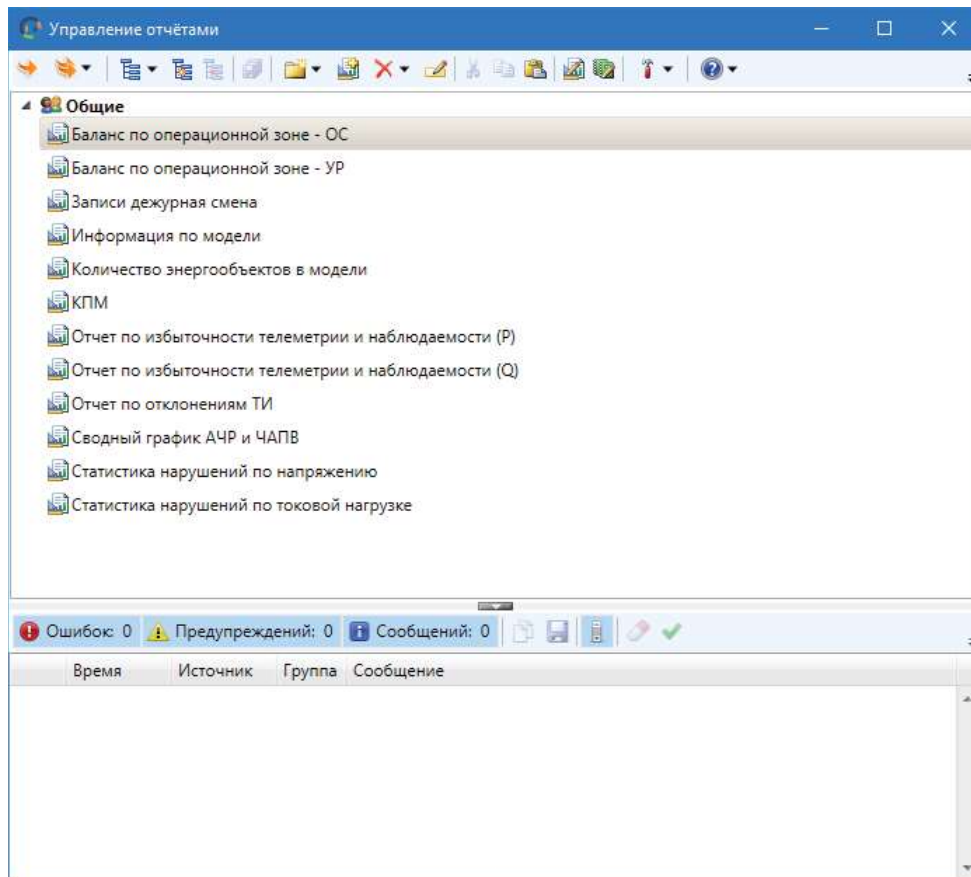 Управление отчётами
Общие
Баланс по операционной зоне - ОС
Баланс по операционной зоне - УР
Записи дежурная смена
Информация по модели
Количество энергообъектов в модели
КПМ
Отчет по избыточности телеметрии и наблюдаемости (P)
Отчет по избыточности телеметрии и наблюдаемости (Q)
Отчет по отклонениям ТИ
Сводный график АЧР и ЧАПВ
Статистика нарушений по напряжению
Статистика нарушений по токовой нагрузке
Ошибок: 0 Предупреждений: 0 Сообщений: 0
Время Источник Группа Сообщение